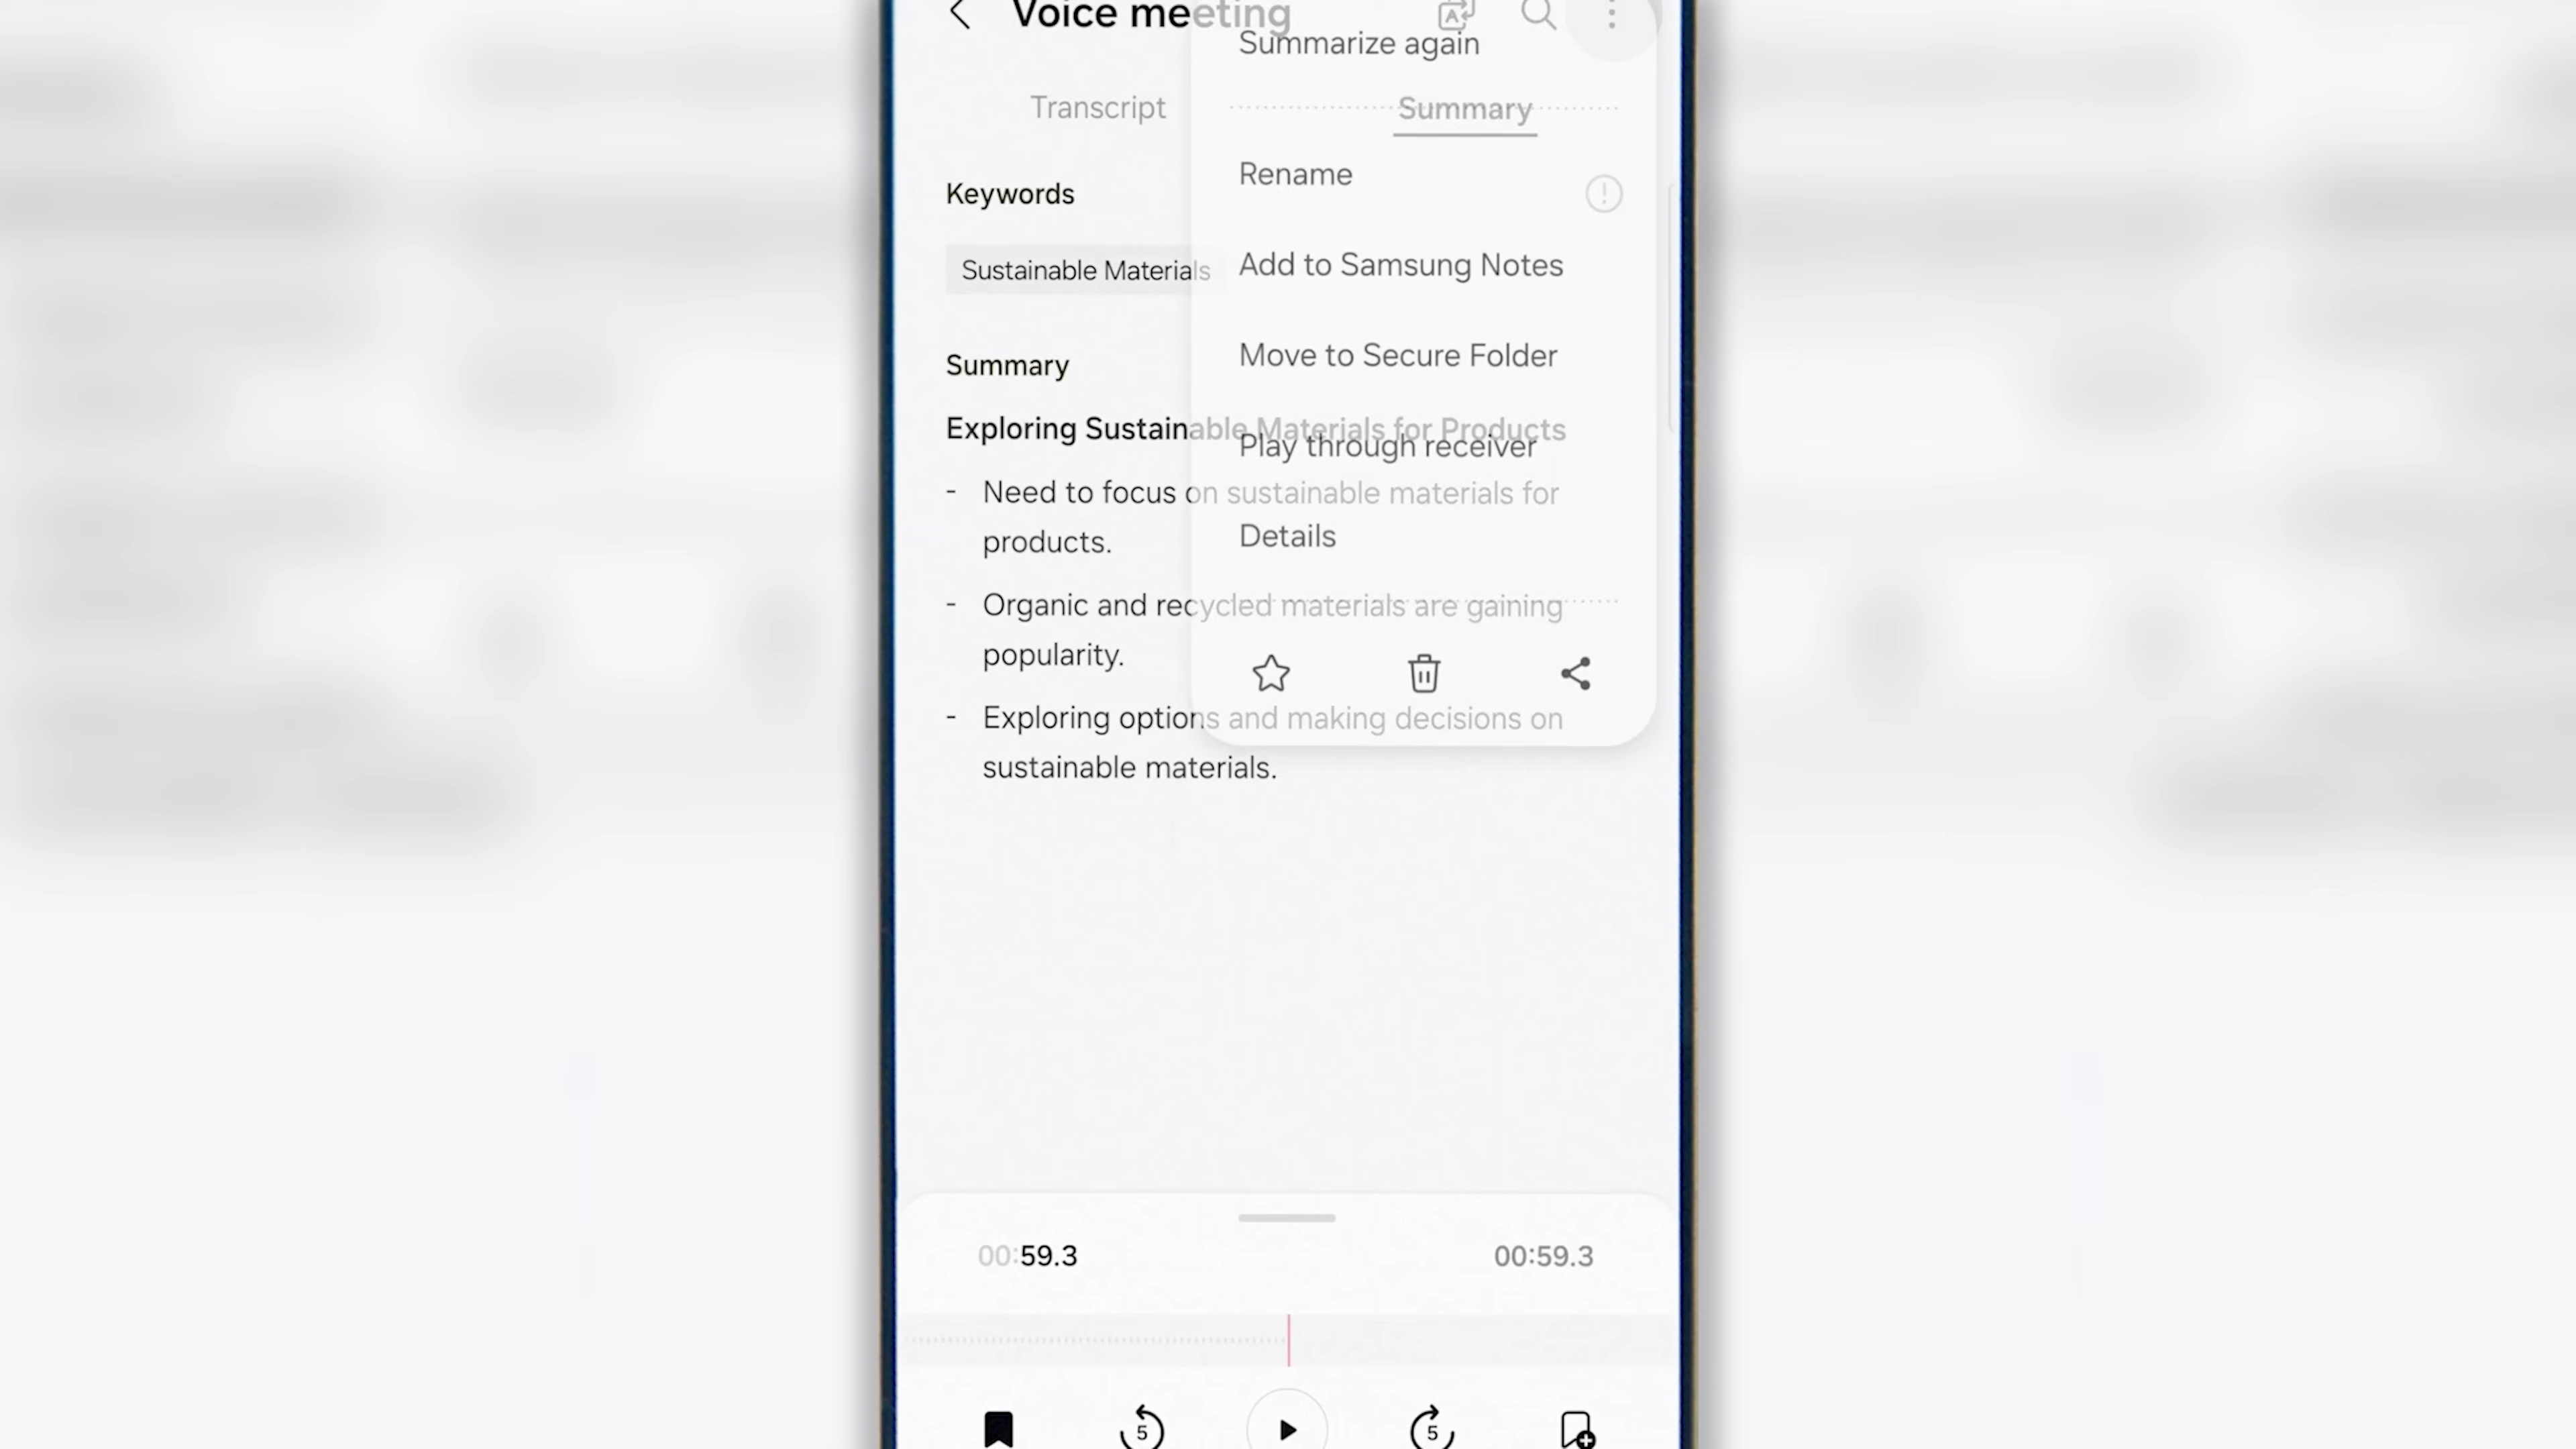 Voice meeting
Summarize again
Transcript
Summary
Rename
Keywords
Add to Samsung Notes
Sustainable Materials
Move to Secure Folder
Summary
Exploring Sustainable Materials for Products
Play through receiver
- Need to focus on sustainable materials for
products.
Details
- Organic and recycled materials are gaining
popularity.
- Exploring options and making decisions on
sustainable materials.
00:59.3
00:59.3
5
5